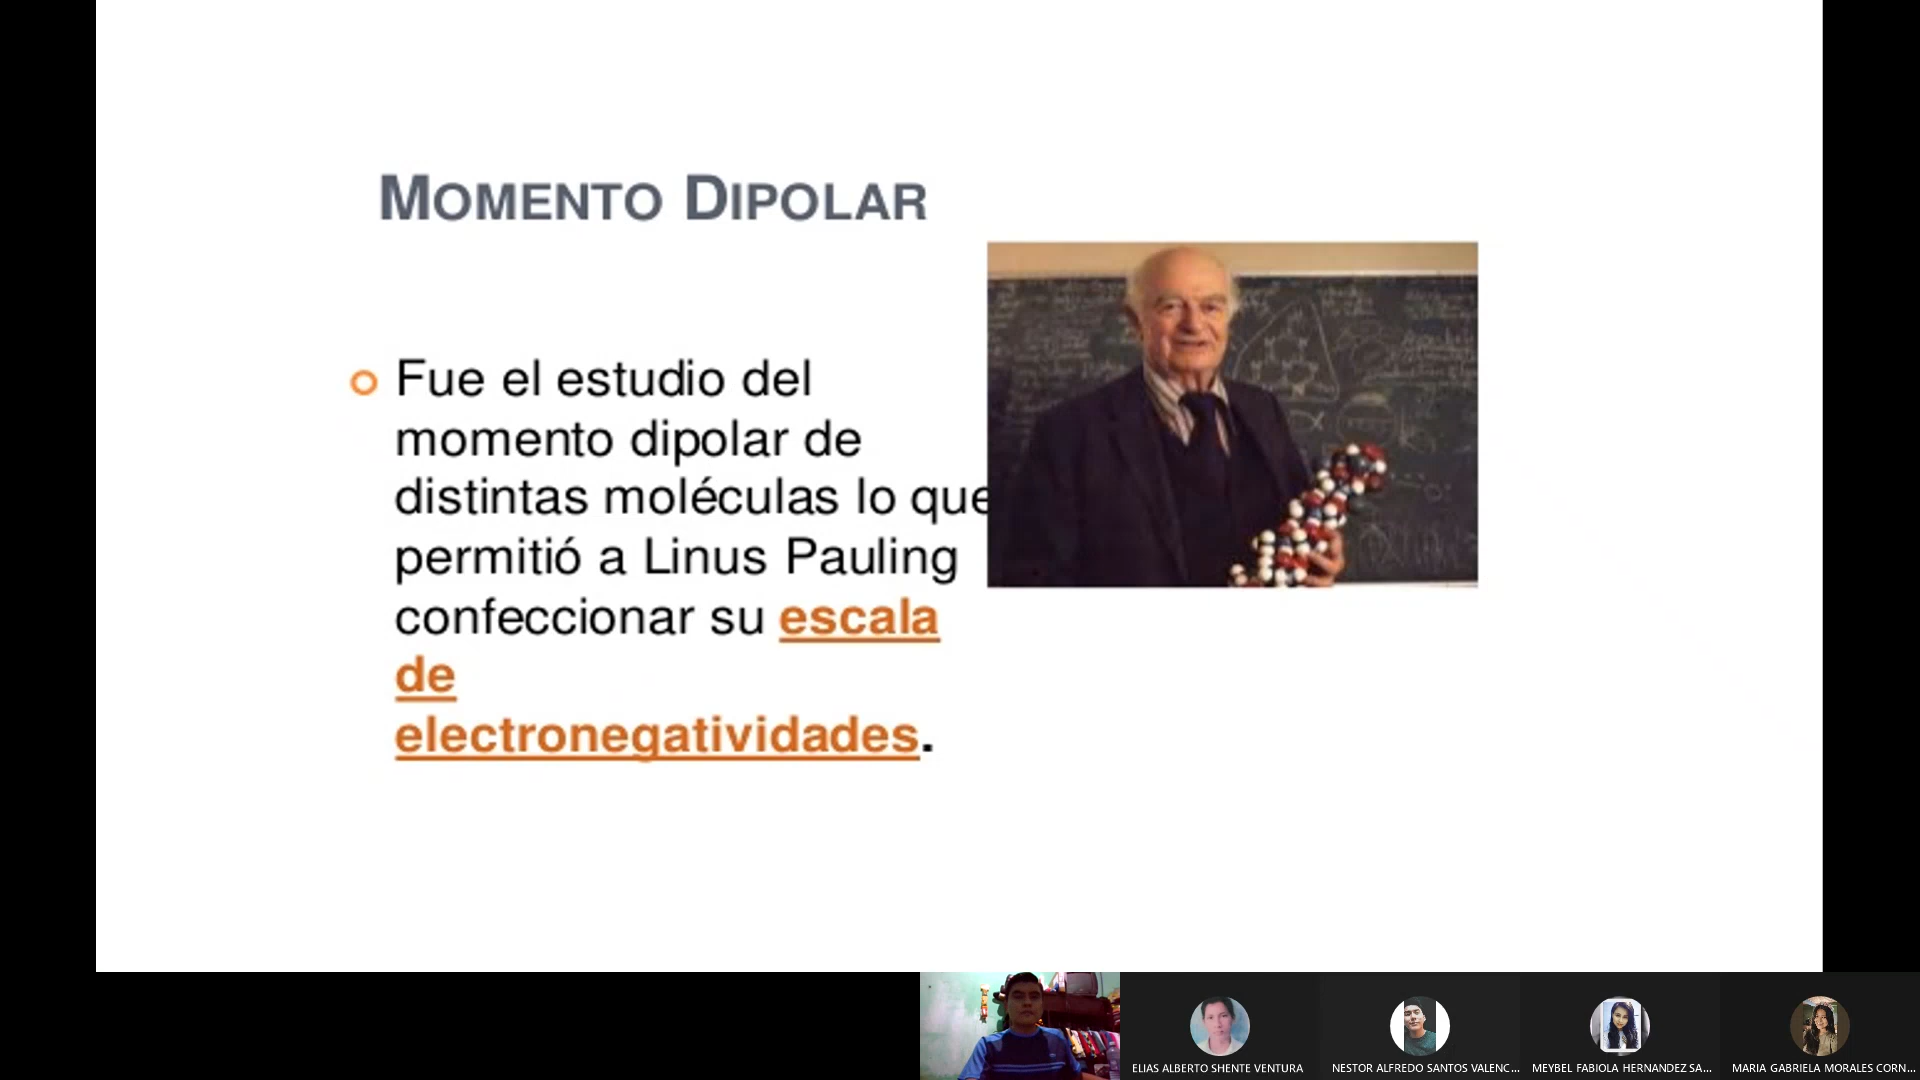 MOMENTO DIPOLAR
Fue el estudio del
momento dipolar de
distintas moléculas lo que
permitió a Linus Pauling
confeccionar su escala
de
electronegatividades.
ELIAS ALBERTO SHENTE VENTURA
NESTOR ALFREDO SANTOS VALENC...
MEYBEL FABIOLA HERNANDEZ SA...
MARIA GABRIELA MORALES CORN...